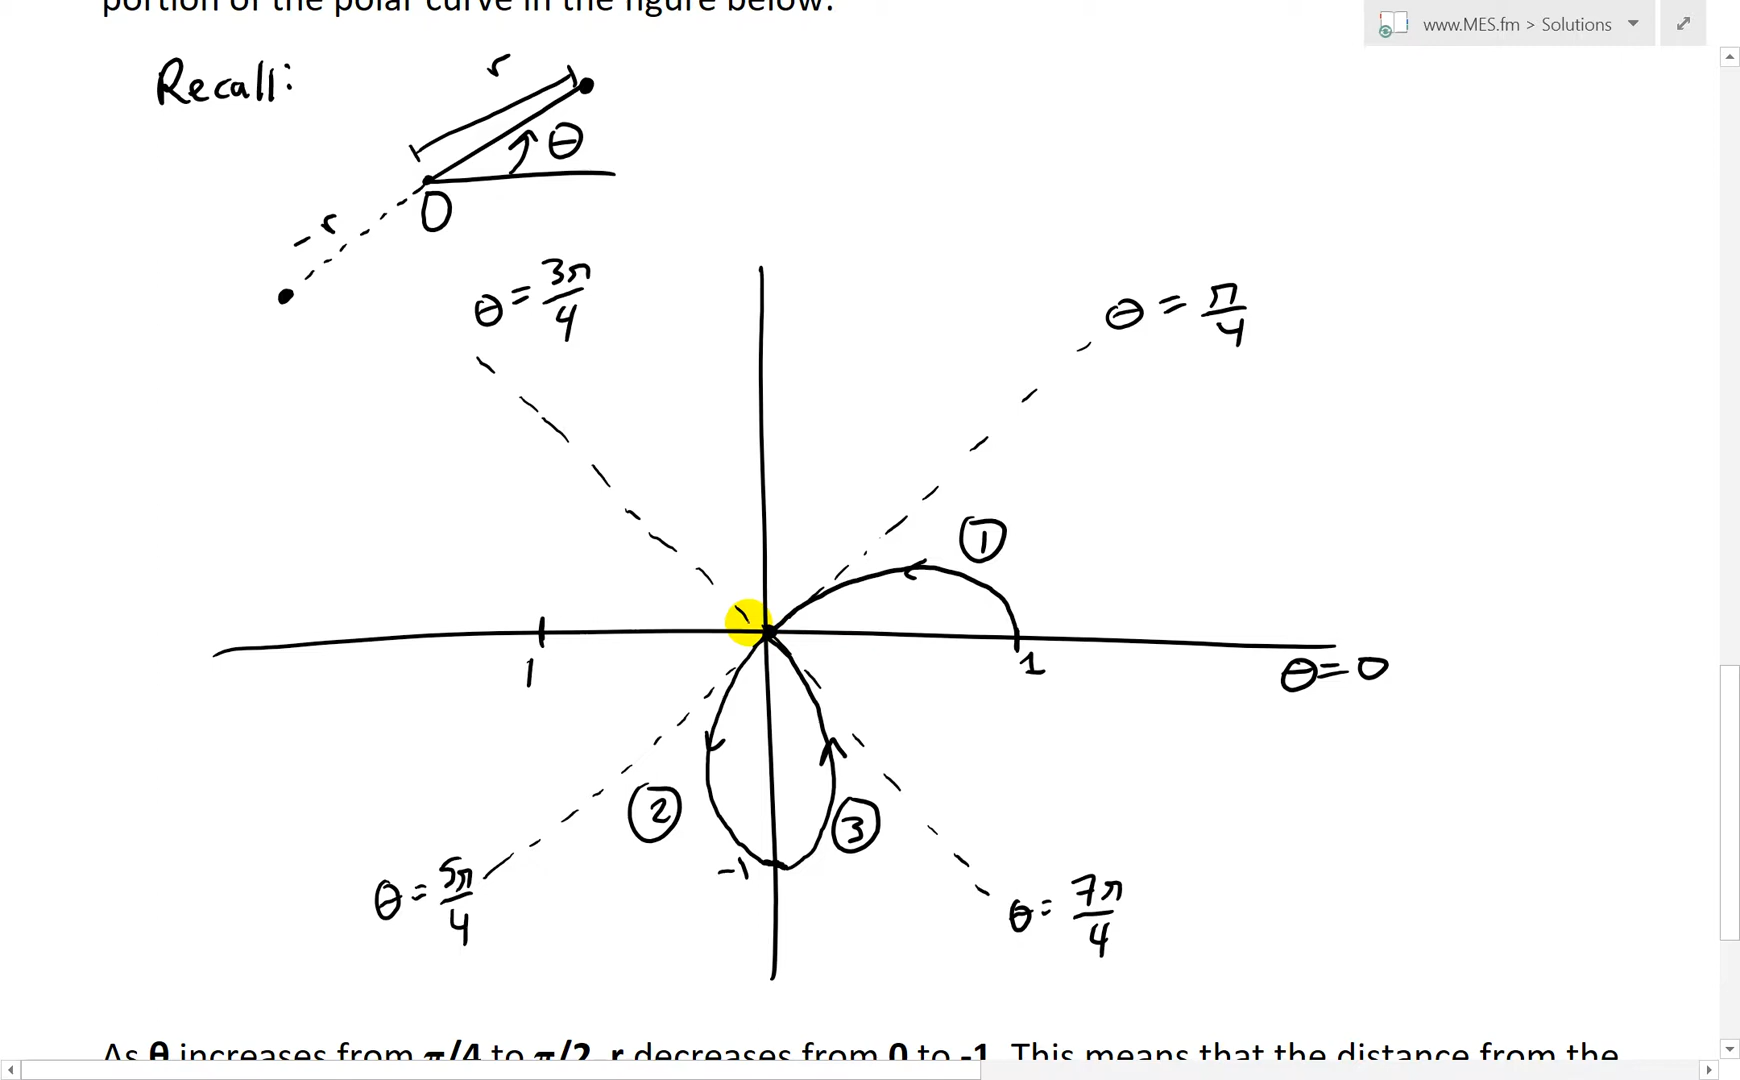 portion of the polar curve in the figure below.
www.MES.fm > Solutions
Recall:
r
θ
O
-r
θ = 3π/4
θ = π/4
①
1
1
θ = 0
②
③
-1
θ = 5π/4
θ = 7π/4
As θ increases from π/4 to π/2, r decreases from 0 to -1. This means that the distance from the